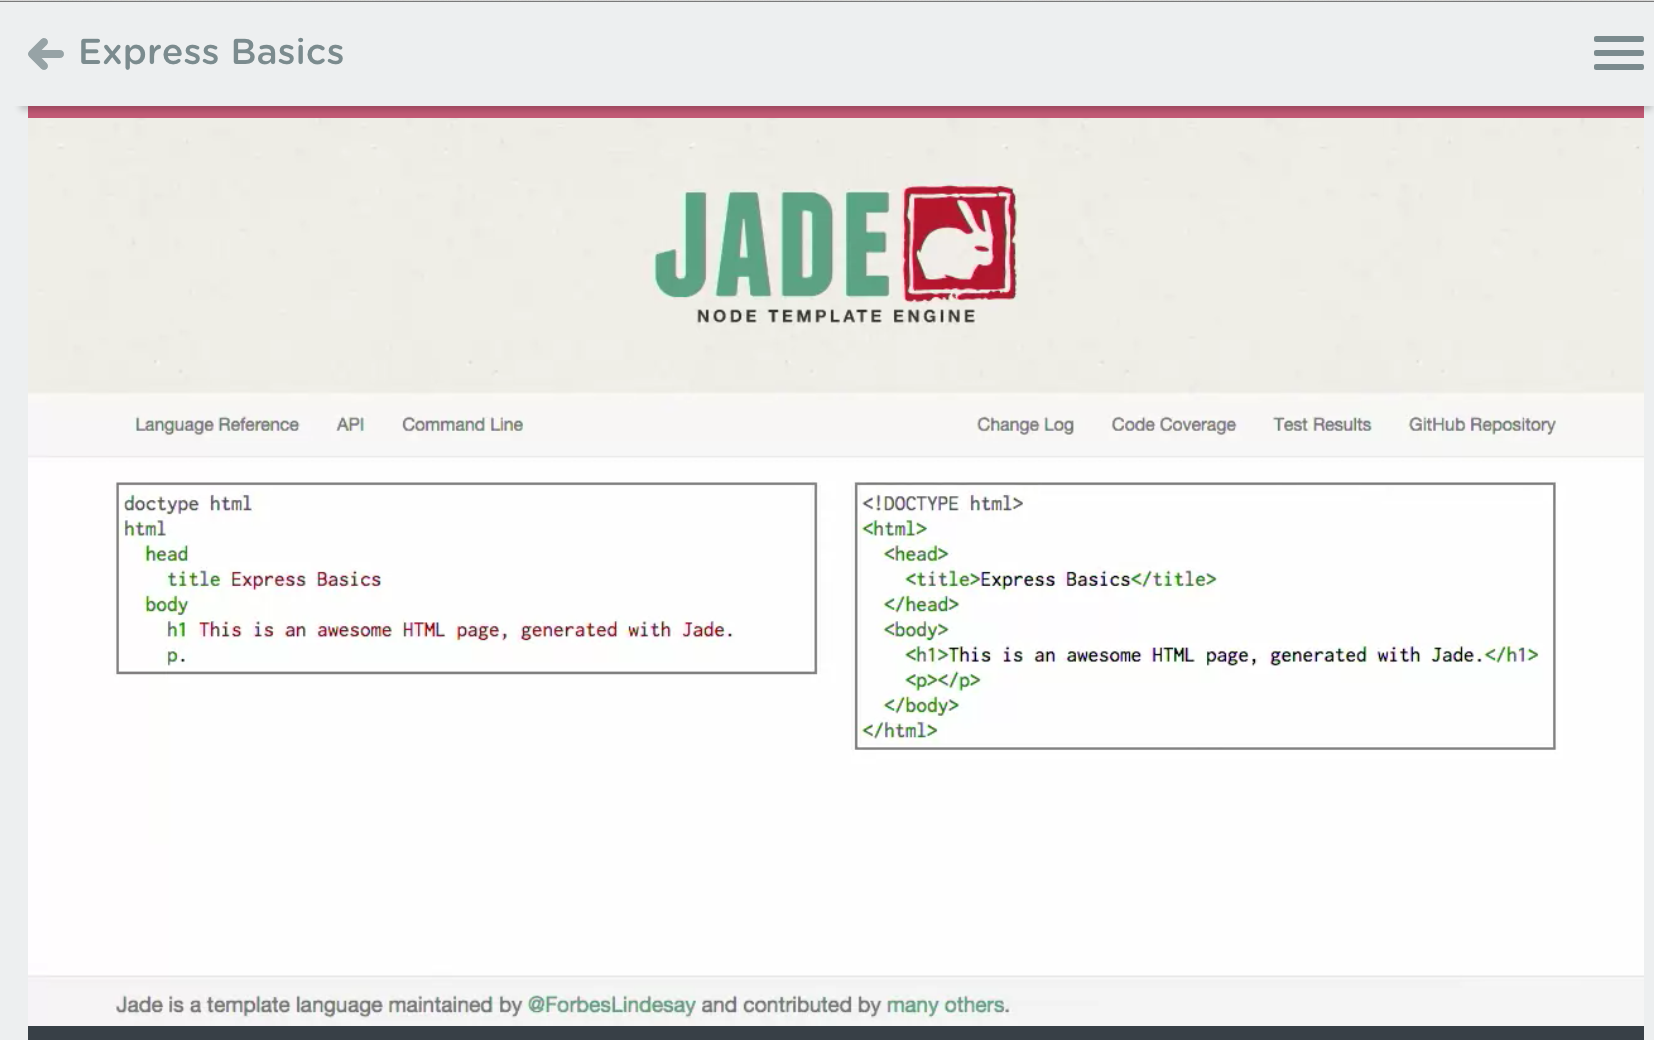 Express Basics
JADE
NODE TEMPLATE ENGINE
Language Reference API Command Line Change Log Code Coverage Test Results GitHub Repository
doctype html
html
head
title Express Basics
body
h1 This is an awesome HTML page, generated with Jade.
p.
<!DOCTYPE html>
<html>
<head>
<title>Express Basics</title>
</head>
<body>
<h1>This is an awesome HTML page, generated with Jade.</h1>
<p></p>
</body>
</html>
Jade is a template language maintained by @ForbesLindesay and contributed by many others.